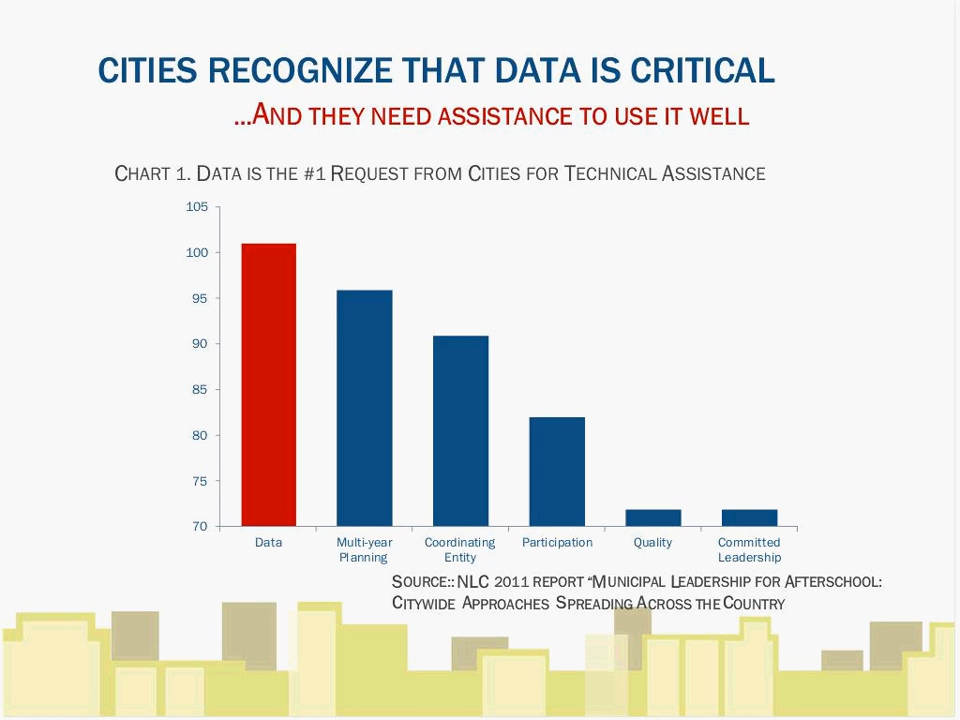 CITIES RECOGNIZE THAT DATA IS CRITICAL
…AND THEY NEED ASSISTANCE TO USE IT WELL
CHART 1. DATA IS THE #1 REQUEST FROM CITIES FOR TECHNICAL ASSISTANCE
105
100
95
90
85
80
75
70
Data
Multi-year
Planning
Coordinating
Entity
Participation
Quality
Committed
Leadership
SOURCE:: NLC 2011 REPORT “MUNICIPAL LEADERSHIP FOR AFTERSCHOOL:
CITYWIDE APPROACHES SPREADING ACROSS THE COUNTRY